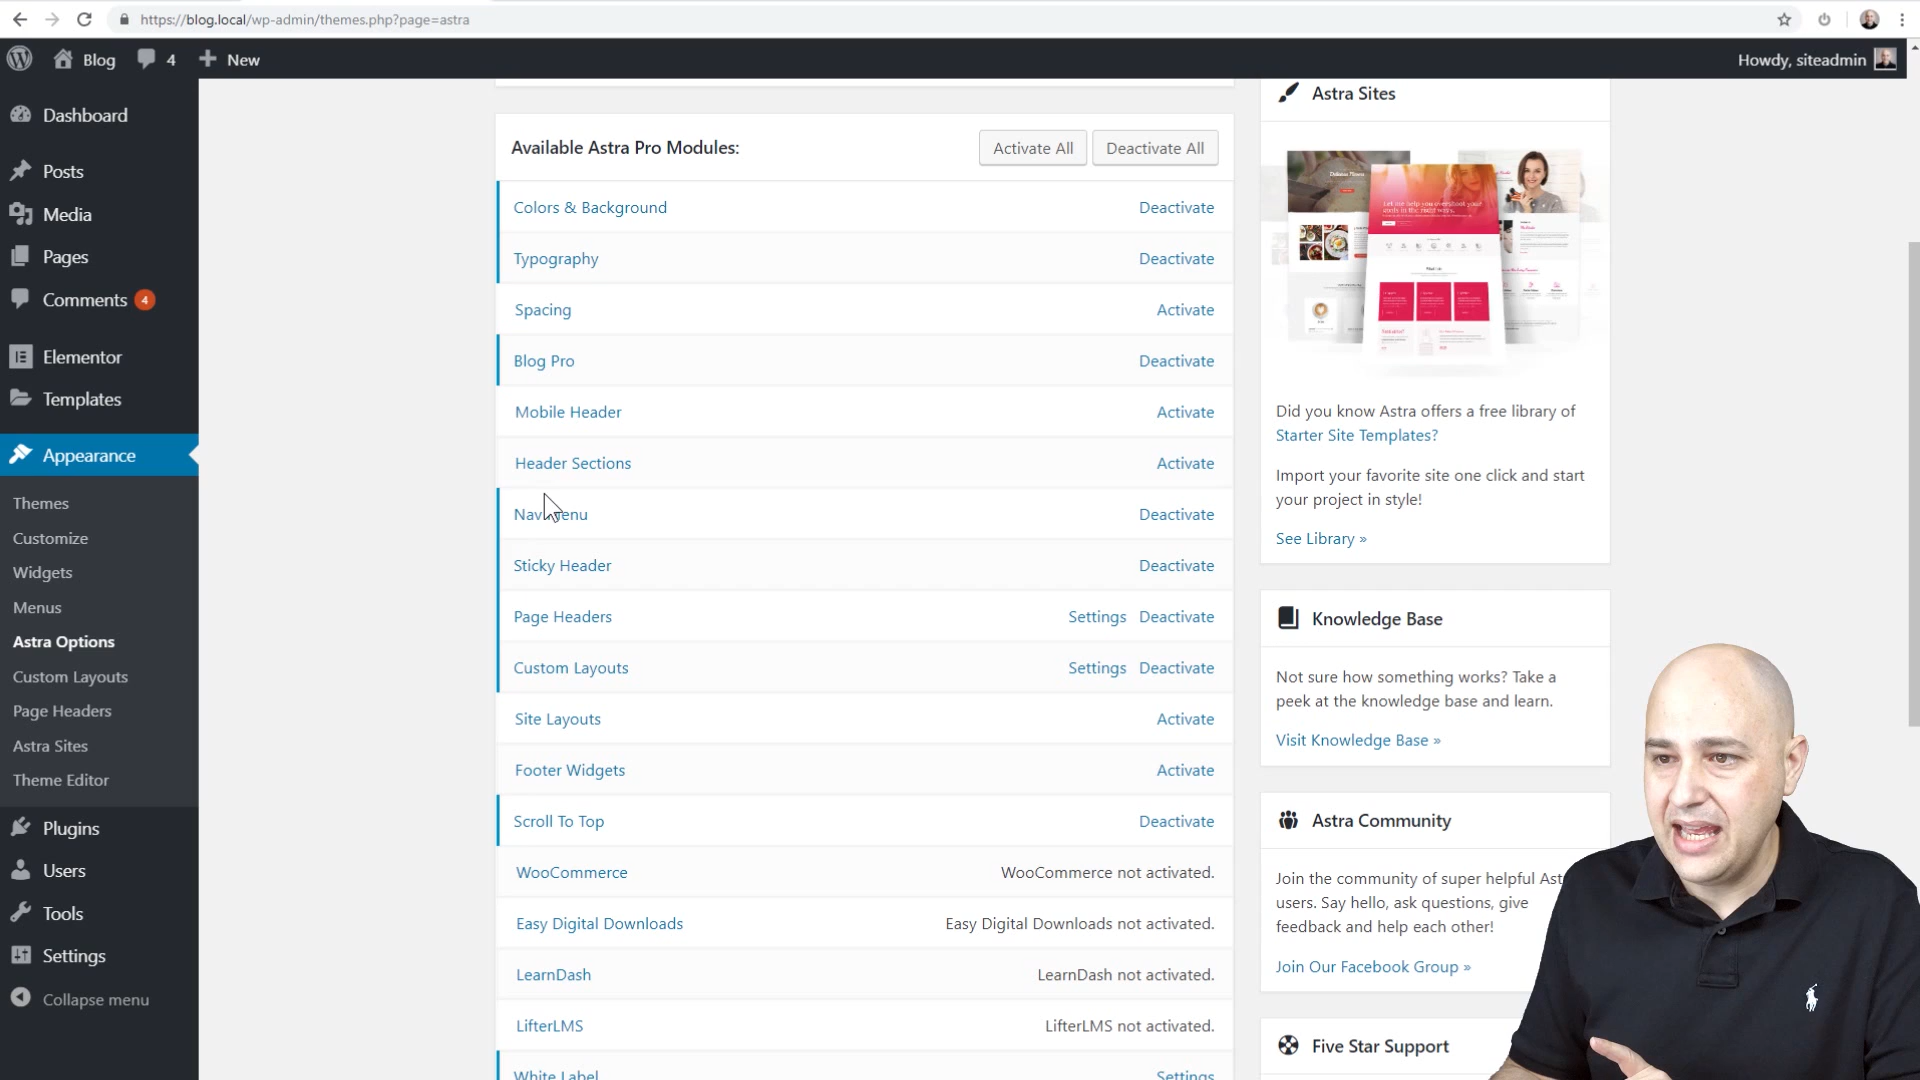 https://blog.local/wp-admin/themes.php?page=astra
Blog
4
New
Howdy, siteadmin
Dashboard
Posts
Media
Pages
Comments 4
Elementor
Templates
Appearance
Themes
Customize
Widgets
Menus
Astra Options
Custom Layouts
Page Headers
Astra Sites
Theme Editor
Plugins
Users
Tools
Settings
Collapse menu
Available Astra Pro Modules:
Activate All
Deactivate All
Colors & Background Deactivate
Typography Deactivate
Spacing Activate
Blog Pro Deactivate
Mobile Header Activate
Header Sections Activate
Nav Menu Deactivate
Sticky Header Deactivate
Page Headers Settings Deactivate
Custom Layouts Settings Deactivate
Site Layouts Activate
Footer Widgets Activate
Scroll To Top Deactivate
WooCommerce WooCommerce not activated.
Easy Digital Downloads Easy Digital Downloads not activated.
LearnDash LearnDash not activated.
LifterLMS LifterLMS not activated.
White Label Settings
Astra Sites
Did you know Astra offers a free library of
Starter Site Templates?
Import your favorite site one click and start
your project in style!
See Library »
Knowledge Base
Not sure how something works? Take a
peek at the knowledge base and learn.
Visit Knowledge Base »
Astra Community
Join the community of super helpful Ast
users. Say hello, ask questions, give
feedback and help each other!
Join Our Facebook Group »
Five Star Support